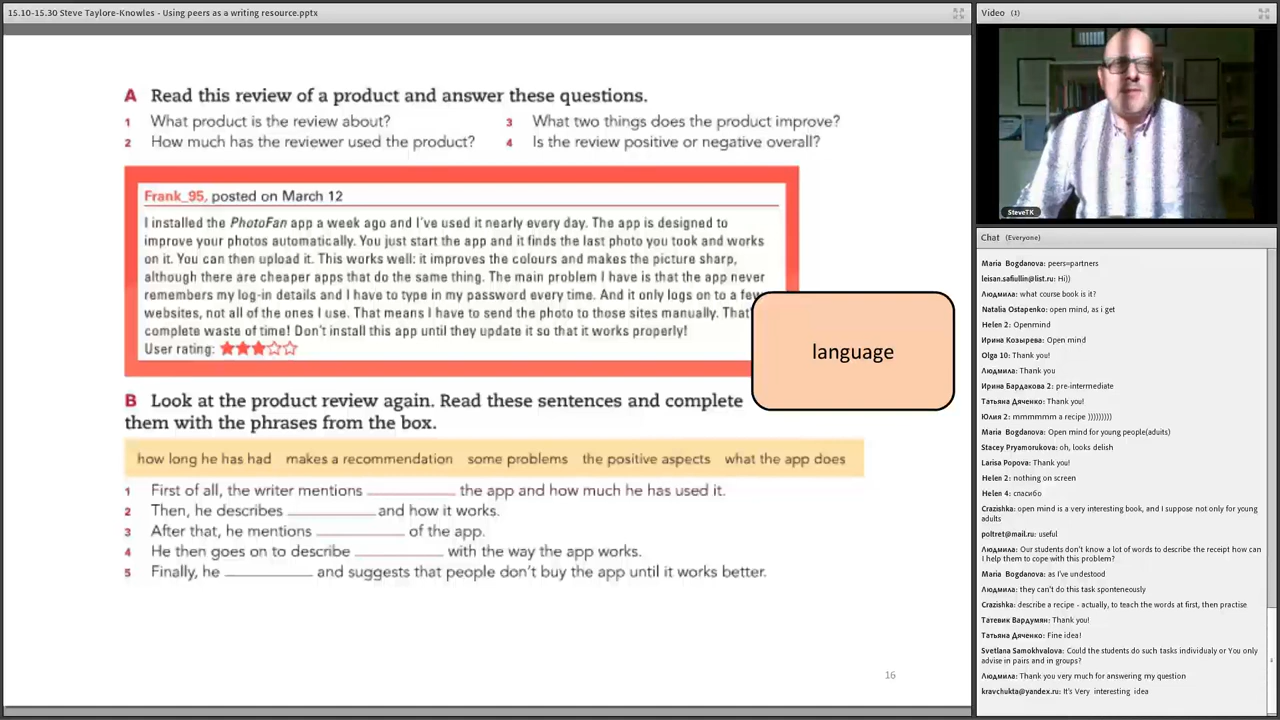 15.10-15.30 Steve Taylore-Knowles - Using peers as a writing resource.pptx
A Read this review of a product and answer these questions.
1 What product is the review about?
2 How much has the reviewer used the product?
3 What two things does the product improve?
4 Is the review positive or negative overall?
Frank_95, posted on March 12
I installed the PhotoFan app a week ago and I've used it nearly every day. The app is designed to
improve your photos automatically. You just start the app and it finds the last photo you took and works
on it. You can then upload it. This works well: it improves the colours and makes the picture sharp,
although there are cheaper apps that do the same thing. The main problem I have is that the app never
remembers my log-in details and I have to type in my password every time. And it only logs on to a few
websites, not all of the ones I use. That means I have to send the photo to those sites manually. That'
complete waste of time! Don't install this app until they update it so that it works properly!
User rating:
language
B Look at the product review again. Read these sentences and complete
them with the phrases from the box.
how long he has had makes a recommendation some problems the positive aspects what the app does
1 First of all, the writer mentions __________ the app and how much he has used it.
2 Then, he describes __________ and how it works.
3 After that, he mentions __________ of the app.
4 He then goes on to describe __________ with the way the app works.
5 Finally, he __________ and suggests that people don't buy the app until it works better.
16
Video (1)
SteveTK
Chat (Everyone)
Maria Bogdanova: peers=partners
leisan.safiullin@list.ru: Hi))
Людмила: what course book is it?
Natalia Ostapenko: open mind, as i get
Helen 2: Openmind
Ирина Козырева: Open mind
Olga 10: Thank you!
Людмила: Thank you
Ирина Бардакова 2: pre-intermediate
Татьяна Дяченко: Thank you!
Юлия 2: mmmmmm a recipe )))))))))
Maria Bogdanova: Open mind for young people(aduits)
Stacey Pryamorukova: oh, looks delish
Larisa Popova: Thank you!
Helen 2: nothing on screen
Helen 4: спасибо
Crazishka: open mind is a very interesting book, and I suppose not only for young
adults
poltret@mail.ru: useful
Людмила: Our students don't know a lot of words to describe the receipt how can
I help them to cope with this problem?
Maria Bogdanova: as I've undestood
Людмила: they can't do this task sponteneously
Crazishka: describe a recipe - actually, to teach the words at first, then practise
Татевик Вардумян: Thank you!
Татьяна Дяченко: Fine idea!
Svetlana Samokhvalova: Could the students do such tasks individualy or You only
advise in pairs and in groups?
Людмила: Thank you very much for answering my question
kravchukta@yandex.ru: It's Very interesting idea